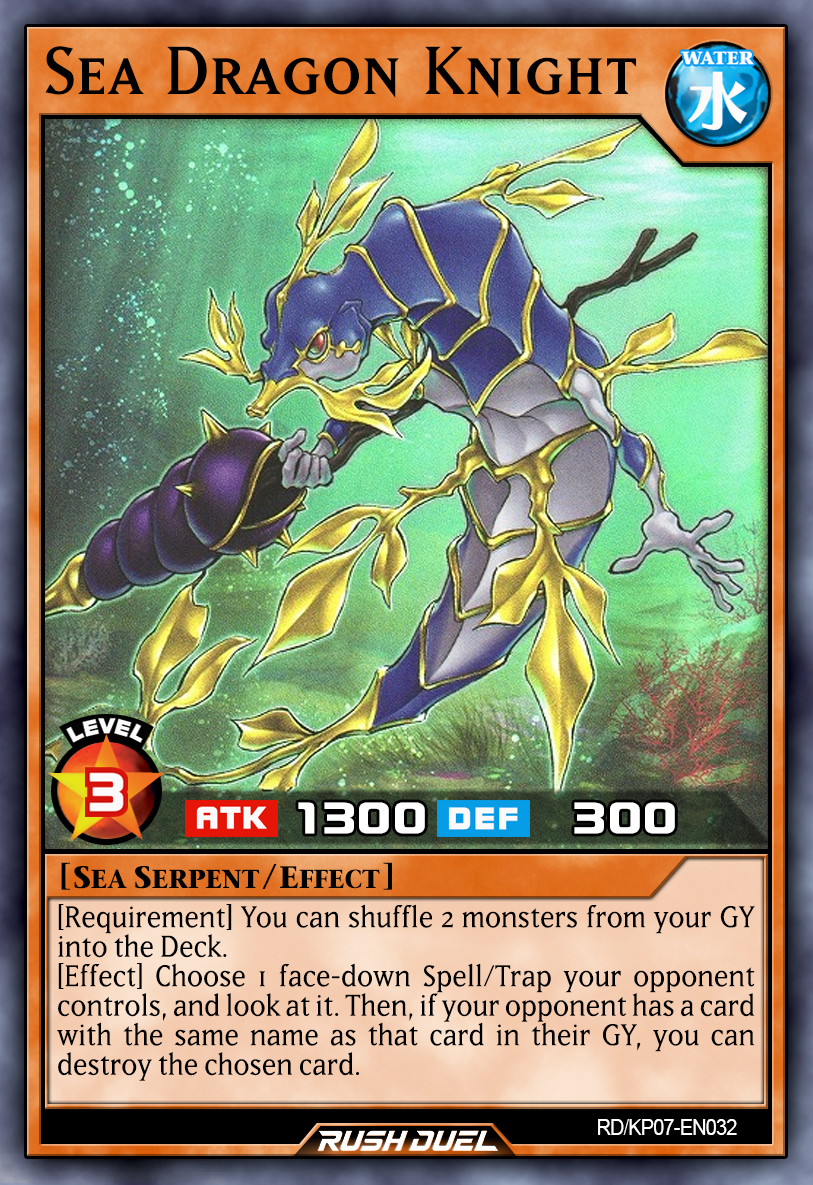 Sea Dragon Knight
WATER
水
LEVEL
3
ATK 1300 DEF 300
[Sea Serpent/Effect]
[Requirement] You can shuffle 2 monsters from your GY
into the Deck.
[Effect] Choose 1 face-down Spell/Trap your opponent
controls, and look at it. Then, if your opponent has a card
with the same name as that card in their GY, you can
destroy the chosen card.
RUSH DUEL
RD/KP07-EN032